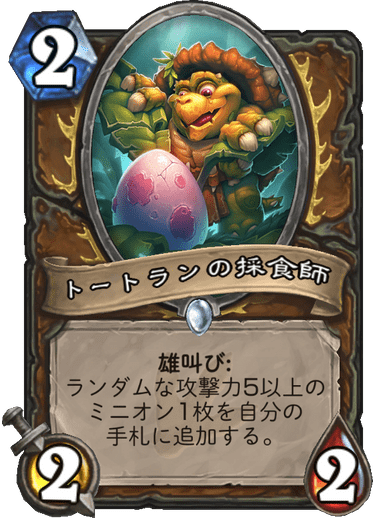 2
トートランの採食師
雄叫び:
ランダムな攻撃力5以上の
ミニオン1枚を自分の
手札に追加する。
2
2